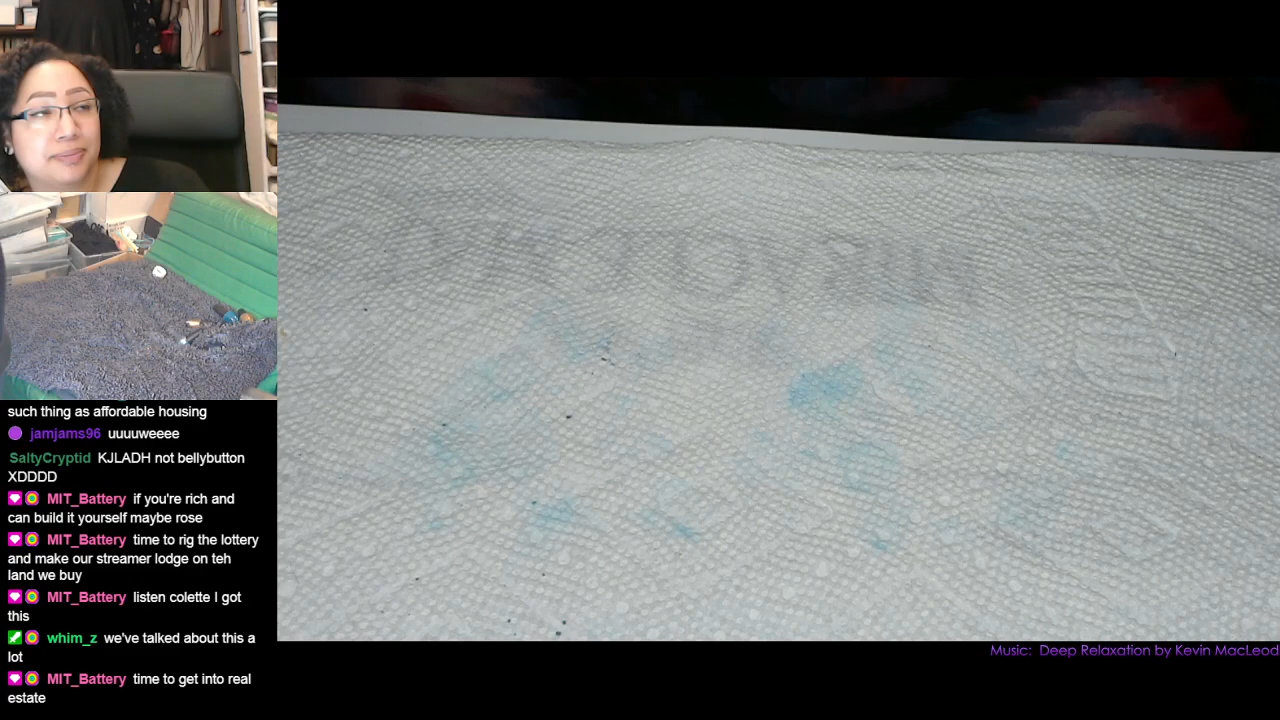 such thing as affordable housing
jamjams96 uuuuweeee
SaltyCryptid KJLADH not bellybutton
XDDDD
MIT_Battery if you're rich and
can build it yourself maybe rose
MIT_Battery time to rig the lottery
and make our streamer lodge on teh
land we buy
MIT_Battery listen colette I got
this
whim_z we've talked about this a
lot
MIT_Battery time to get into real
estate
Music: Deep Relaxation by Kevin MacLeod